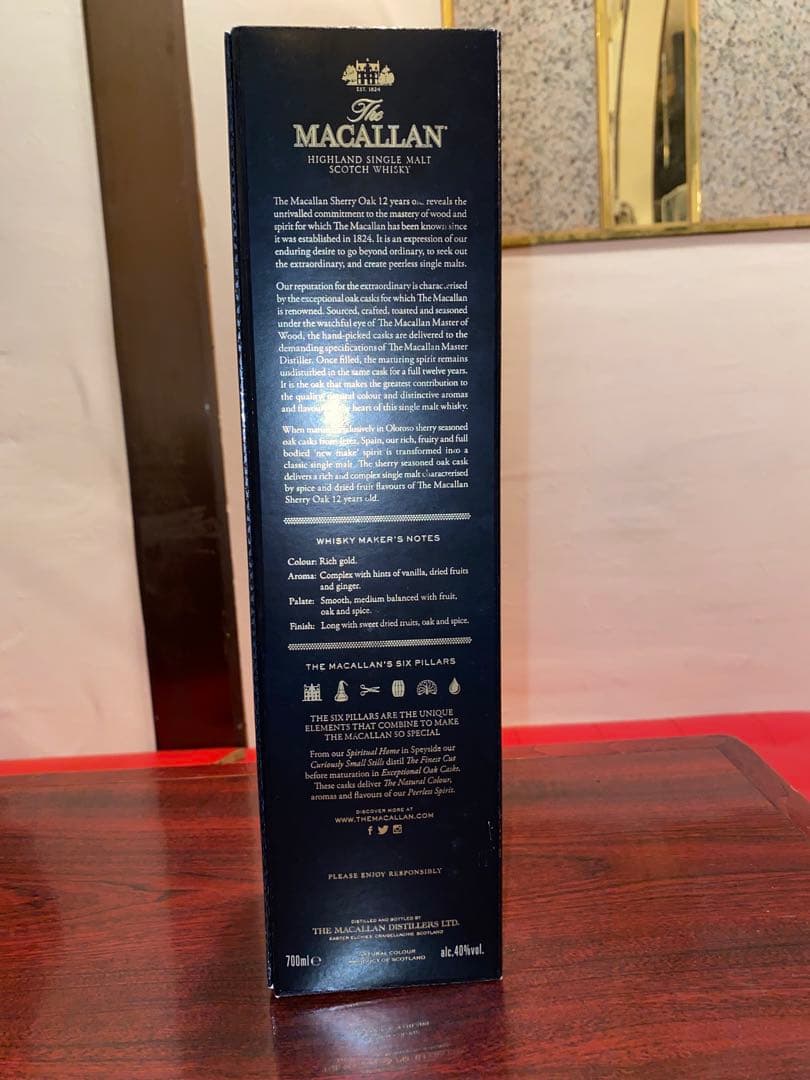 EST. 1824
The
MACALLAN
HIGHLAND SINGLE MALT
SCOTCH WHISKY
The Macallan Sherry Oak 12 years reveals the
unrivalled commitment to the mastery of wood and
spirit for which The Macallan has been known since
it was established in 1824. It is an expression of our
enduring desire to go beyond ordinary, to seek out
the extraordinary, and create peerless single malts.
Our reputation for the extraordinary is characterised
by the exceptional oak casks for which The Macallan
is renowned. Sourced, crafted, toasted and seasoned
under the watchful eye of The Macallan Master of
Wood, the hand-picked casks are delivered to the
demanding specifications of The Macallan Master
Distiller. Once filled, the maturing spirit remains
undisturbed in the same cask for a full twelve years.
It is the oak that makes the greatest contribution to
the quality, natural colour and distinctive aromas
and heart of this single malt whisky.
When exclusively in Oloroso sherry seasoned
oak casks from Jerez, Spain, our rich, fruity and full
bodied 'new make' spirit is transformed into a
classic single malt. The sherry seasoned oak cask
delivers a rich and complex single malt characterised
by spice and dried fruit flavours of The Macallan
Sherry Oak 12 years old.
WHISKY MAKER'S NOTES
Colour: Rich gold.
Aroma: Complex with hints of vanilla, dried fruits
and ginger.
Palate: Smooth, medium balanced with fruit,
oak and spice.
Finish: Long with sweet dried fruits, oak and spice.
THE MACALLAN'S SIX PILLARS
THE SIX PILLARS ARE THE UNIQUE
ELEMENTS THAT COMBINE TO MAKE
THE MACALLAN SO SPECIAL
From our Spiritual Home in Speyside our
Curiously Small Stills distil The Finest Cut
before maturation in Exceptional Oak Casks.
These casks deliver The Natural Colour,
aromas and flavours of our Peerless Spirit.
DISCOVER MORE AT
WWW.THEMACALLAN.COM
PLEASE ENJOY RESPONSIBLY
DISTILLED AND BOTTLED BY
THE MACALLAN DISTILLERS LTD.
EASTER ELCHIES, CRAIGELLACHIE SCOTLAND
700ml e
NATURAL COLOUR
PRODUCT OF SCOTLAND
alc.40%vol.